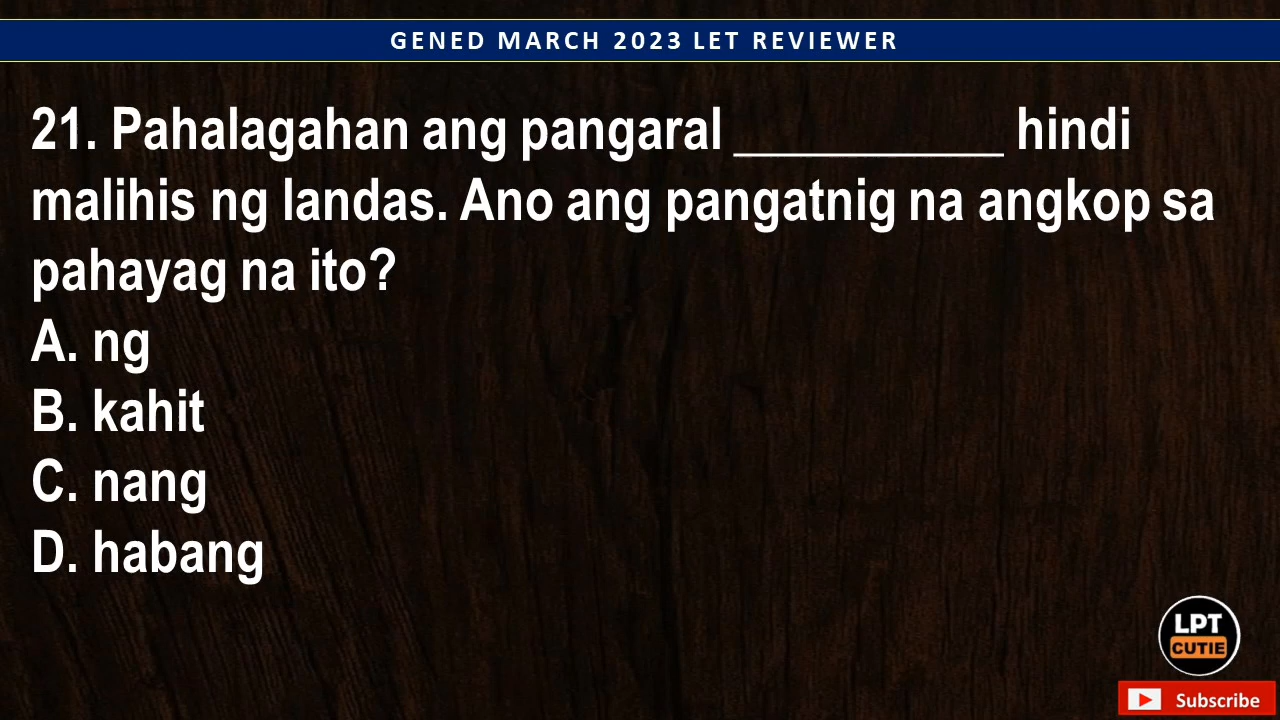 GENED MARCH 2023 LET REVIEWER
21. Pahalagahan ang pangaral __________ hindi
malihis ng landas. Ano ang pangatnig na angkop sa
pahayag na ito?
A. ng
B. kahit
C. nang
D. habang
LPT
CUTIE
Subscribe